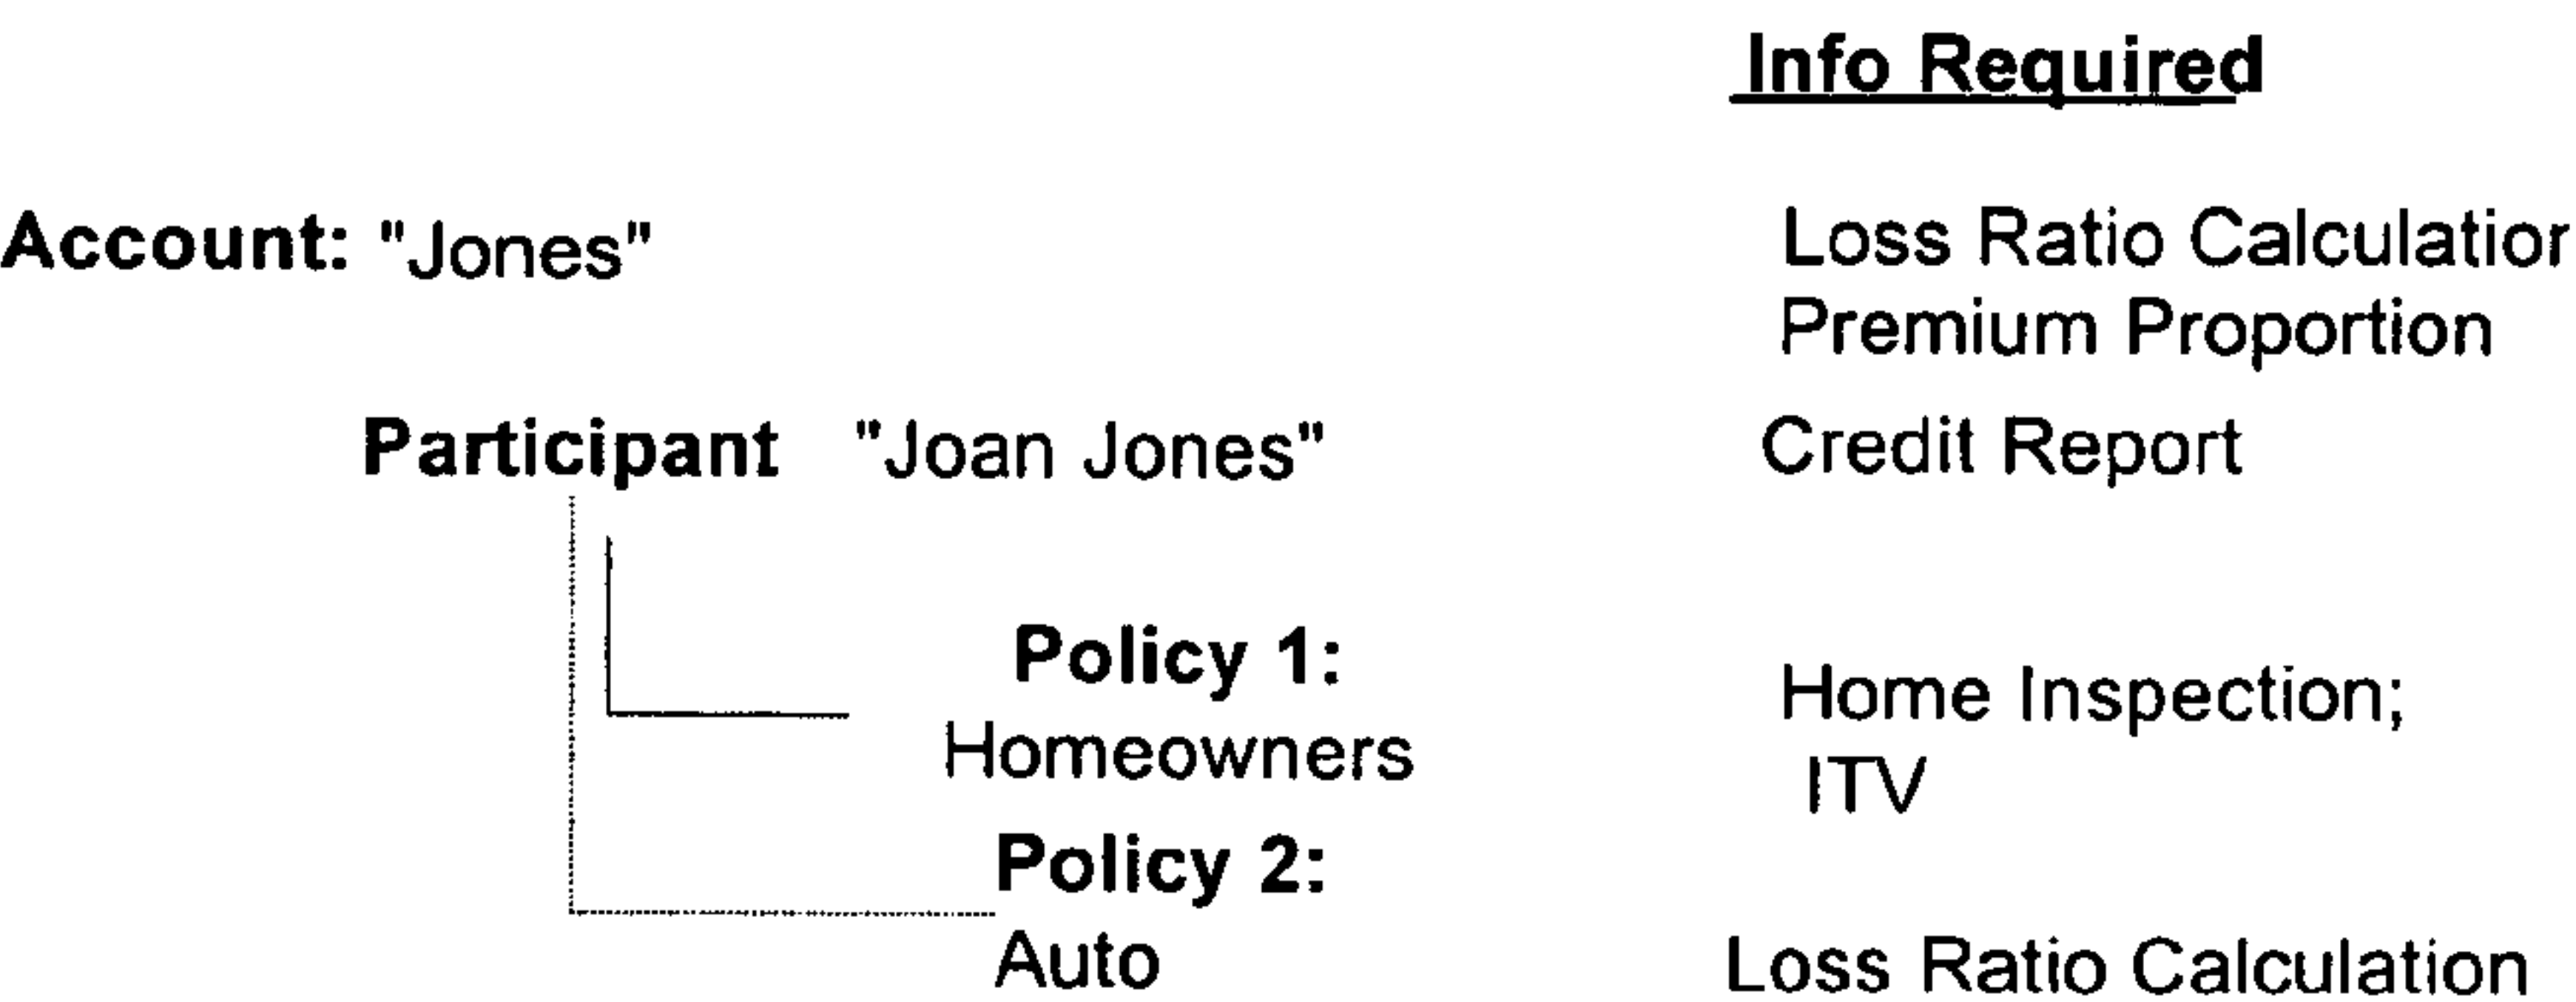 Info Required
Account: "Jones" Loss Ratio Calculation
Premium Proportion
Participant "Joan Jones" Credit Report
Policy 1:
Homeowners
Home Inspection;
ITV
Policy 2:
Auto Loss Ratio Calculation